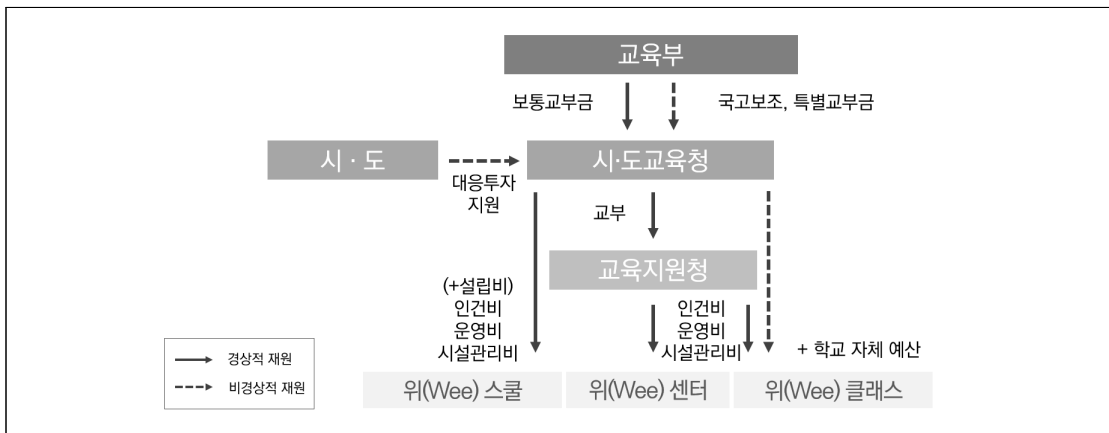 교육부
보통교부금
국고보조, 특별교부금
시 · 도
시·도교육청
대응투자
지원
교부
교육지원청
(+설립비)
인건비
운영비
시설관리비
인건비
운영비
시설관리비
+ 학교 자체 예산
경상적 재원
비경상적 재원
위(Wee) 스쿨
위(Wee) 센터
위(Wee) 클래스